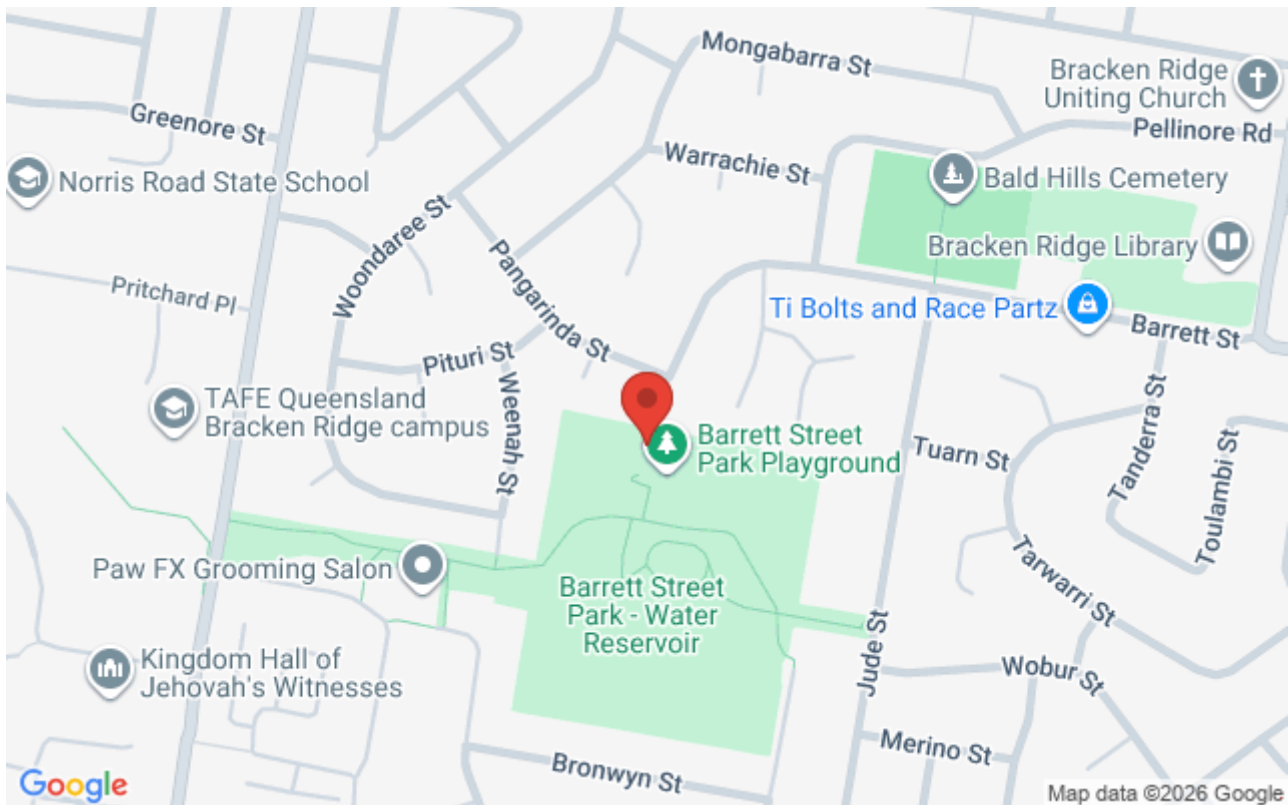 Mongabarra St
Bracken Ridge
Uniting Church
Greenore St
Pellinore Rd
Warrachie St
Norris Road State School
Bald Hills Cemetery
Woondaree St
Bracken Ridge Library
Pangarinda St
Pritchard Pl
Ti Bolts and Race Partz
Barrett St
Pituri St
Weenah St
TAFE Queensland
Bracken Ridge campus
Barrett Street
Park Playground
Tuarn St
Tanderra St
Toulambi St
Paw FX Grooming Salon
Barrett Street
Park - Water
Reservoir
Tarwarri St
Jude St
Kingdom Hall of
Jehovah's Witnesses
Wobur St
Merino St
Bronwyn St
Google
Map data ©2026 Google